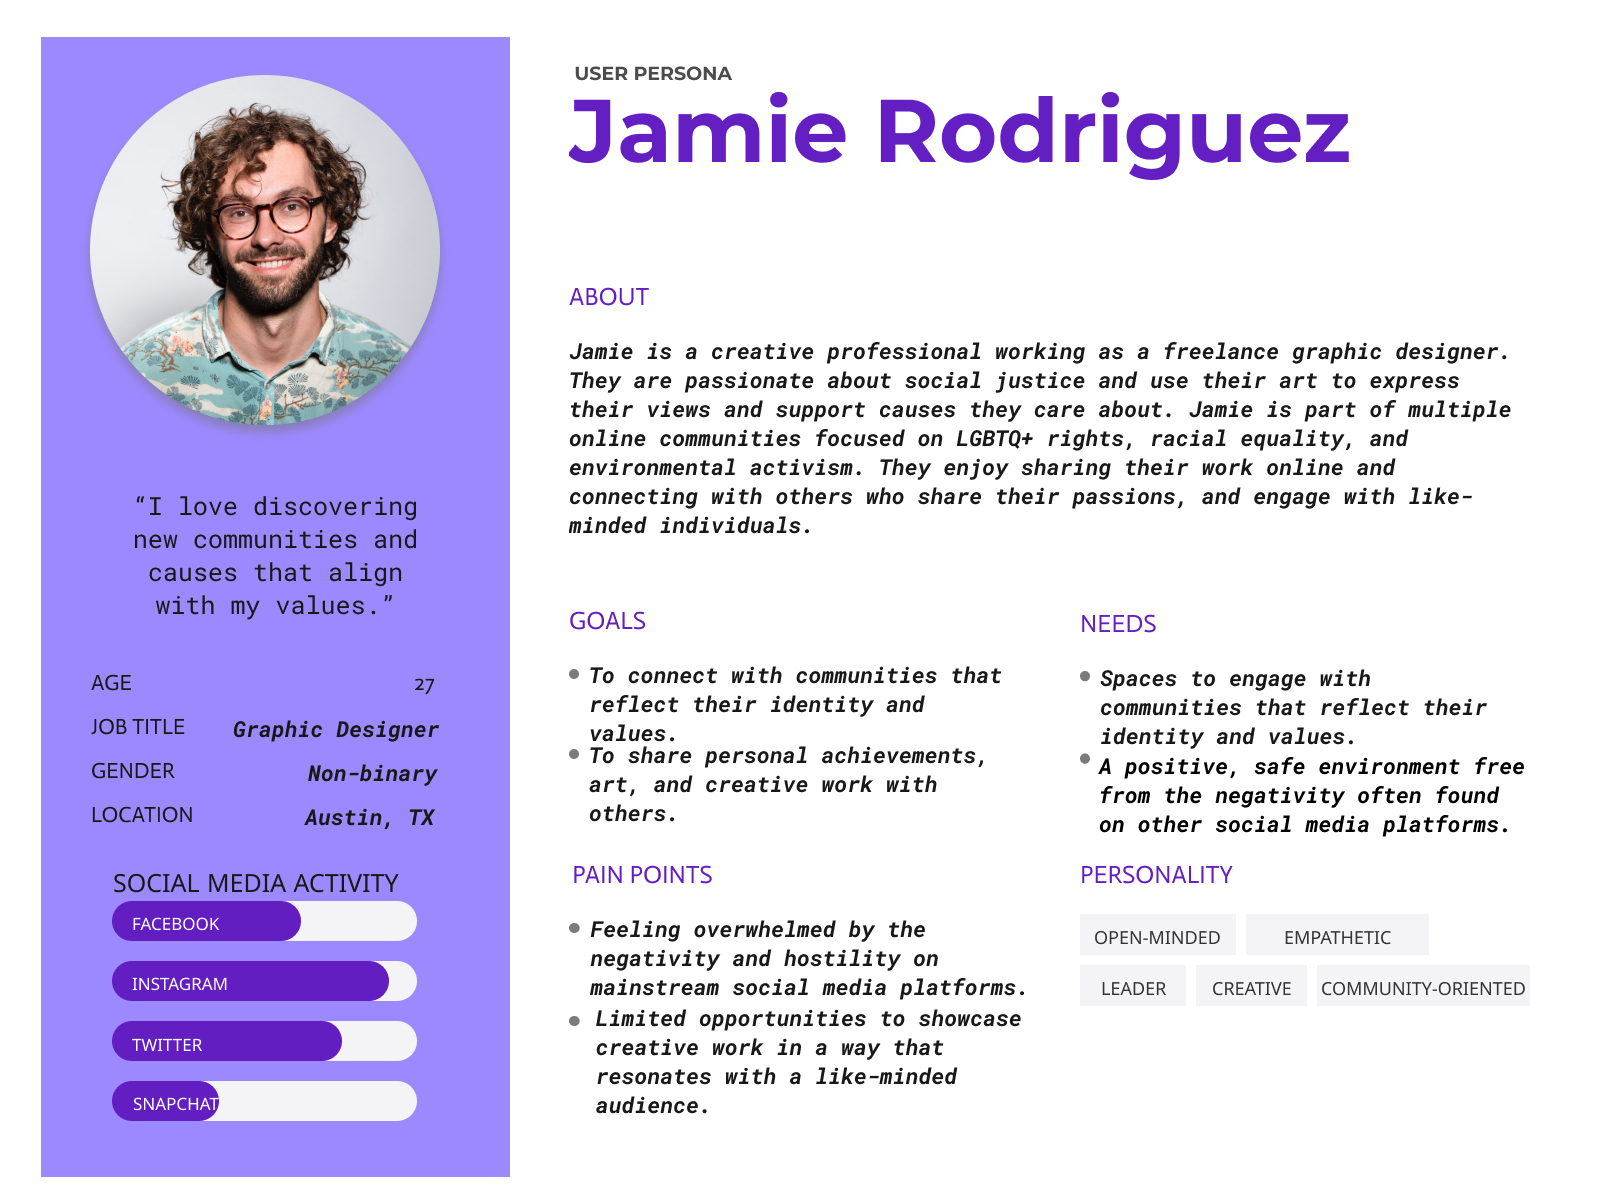 USER PERSONA
Jamie Rodriguez
“I love discovering
new communities and
causes that align
with my values.”
AGE 27
JOB TITLE Graphic Designer
GENDER Non-binary
LOCATION Austin, TX
SOCIAL MEDIA ACTIVITY
FACEBOOK
INSTAGRAM
TWITTER
SNAPCHAT
ABOUT
Jamie is a creative professional working as a freelance graphic designer.
They are passionate about social justice and use their art to express
their views and support causes they care about. Jamie is part of multiple
online communities focused on LGBTQ+ rights, racial equality, and
environmental activism. They enjoy sharing their work online and
connecting with others who share their passions, and engage with like-
minded individuals.
GOALS
To connect with communities that
reflect their identity and
values.
To share personal achievements,
art, and creative work with
others.
NEEDS
Spaces to engage with
communities that reflect their
identity and values.
A positive, safe environment free
from the negativity often found
on other social media platforms.
PAIN POINTS
Feeling overwhelmed by the
negativity and hostility on
mainstream social media platforms.
Limited opportunities to showcase
creative work in a way that
resonates with a like-minded
audience.
PERSONALITY
OPEN-MINDED EMPATHETIC
LEADER CREATIVE COMMUNITY-ORIENTED